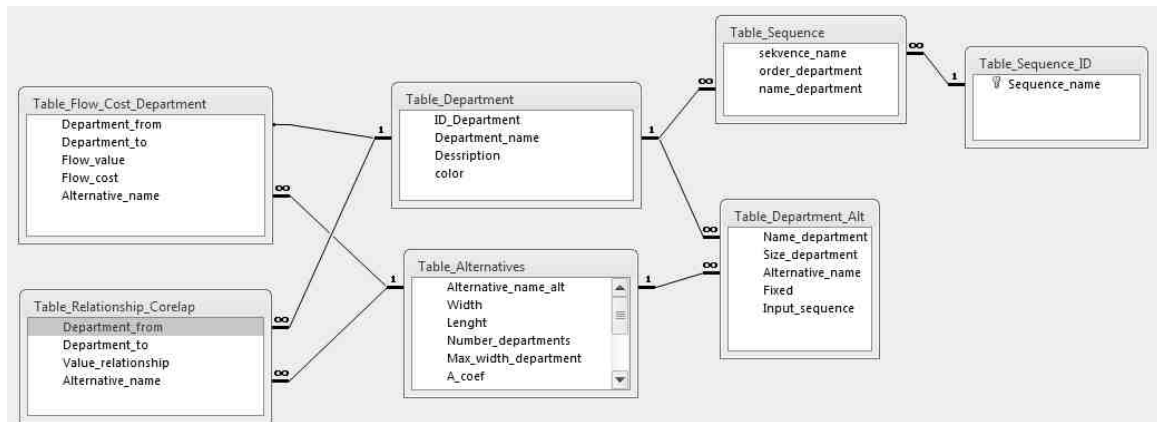 Table_Flow_Cost_Department
Department_from
Department_to
Flow_value
Flow_cost
Alternative_name
∞
Table_Relationship_Corelap
Department_from
Department_to
Value_relationship
Alternative_name
∞
∞
Table_Department
ID_Department
Department_name
Dessription
color
1
1
Table_Alternatives
Alternative_name_alt
Width
Lenght
Number_departments
Max_width_department
A_coef
1
1
Table_Sequence
sekvence_name
order_department
name_department
∞
∞
Table_Sequence_ID
Sequence_name
1
Table_Department_Alt
Name_department
Size_department
Alternative_name
Fixed
Input_sequence
∞
∞